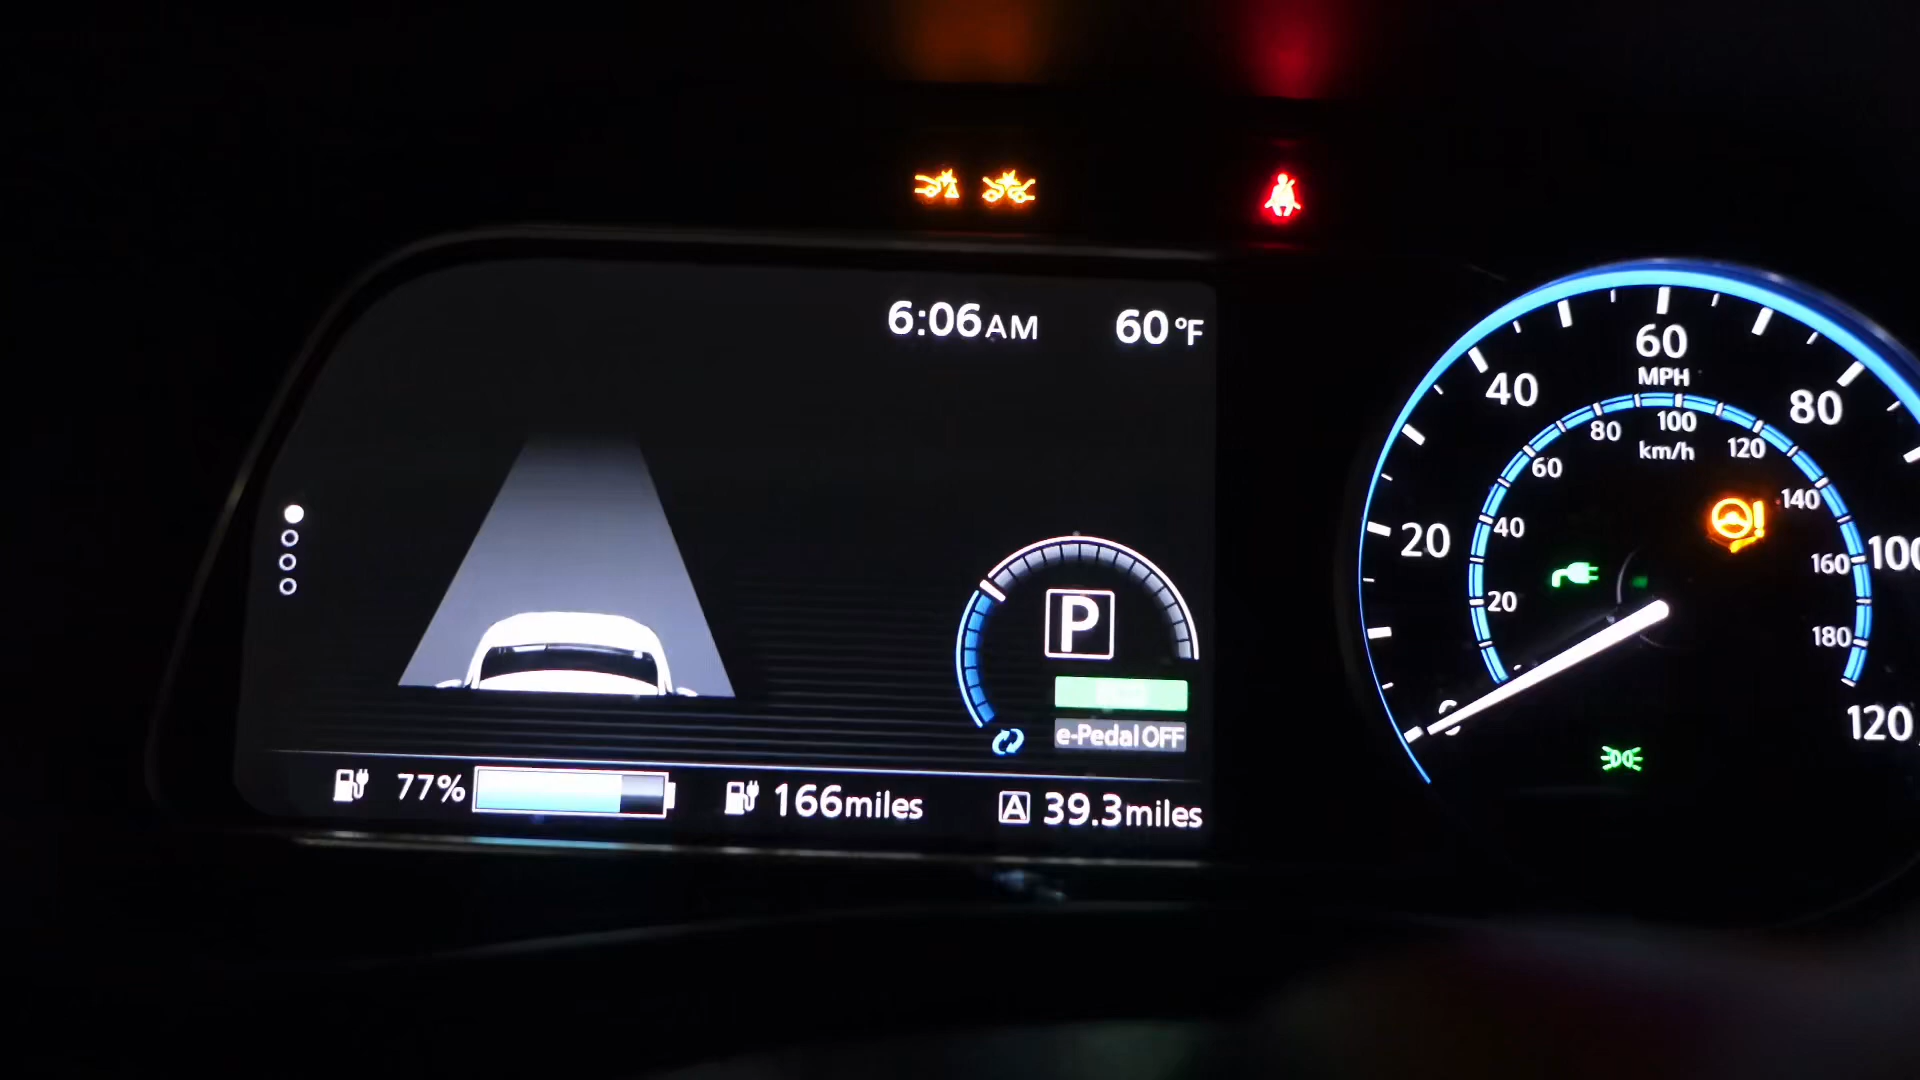 6:06AM 60°F
P
e-Pedal OFF
77% 166miles A 39.3miles
0 20 40 60 80 100 120
MPH
20 40 60 80 100 120 140 160 180
km/h